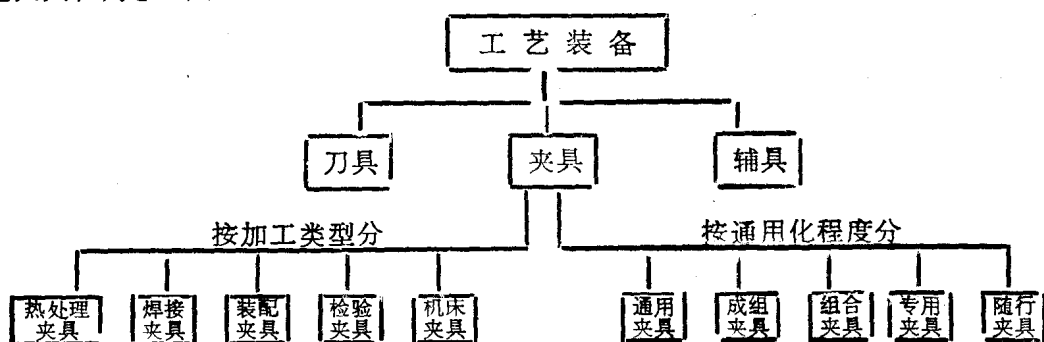 工艺装备
刀具
夹具
辅具
按加工类型分
按通用化程度分
热处理
夹具
焊接
夹具
装配
夹具
检验
夹具
机床
夹具
通用
夹具
成组
夹具
组合
夹具
专用
夹具
随行
夹具